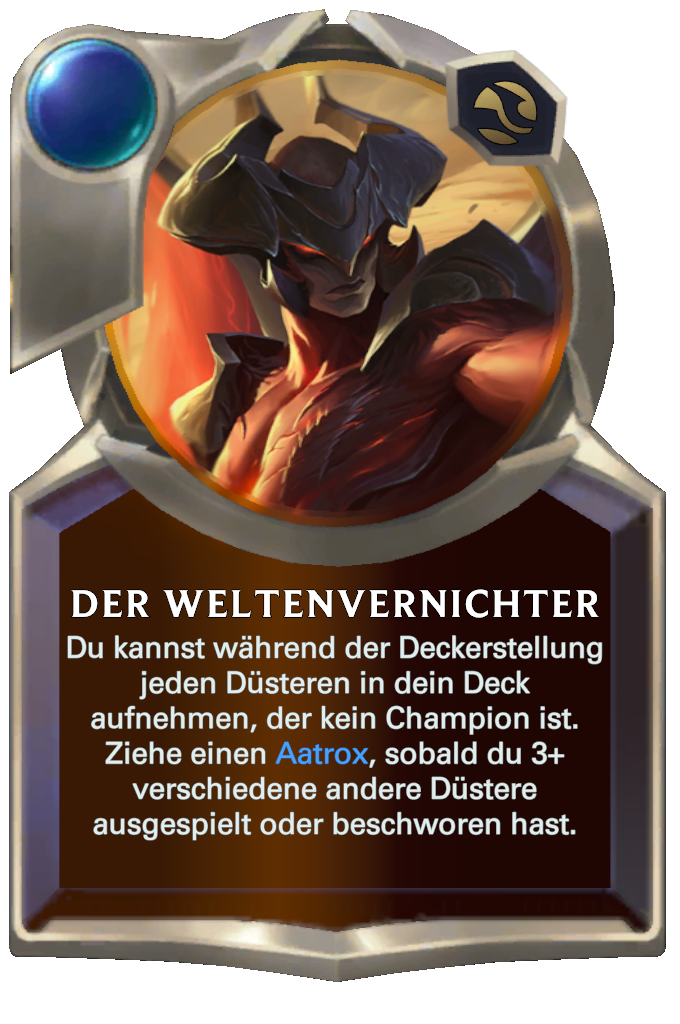 DER WELTENVERNICHTER
Du kannst während der Deckerstellung
jeden Düsteren in dein Deck
aufnehmen, der kein Champion ist.
Ziehe einen Aatrox, sobald du 3+
verschiedene andere Düstere
ausgespielt oder beschworen hast.